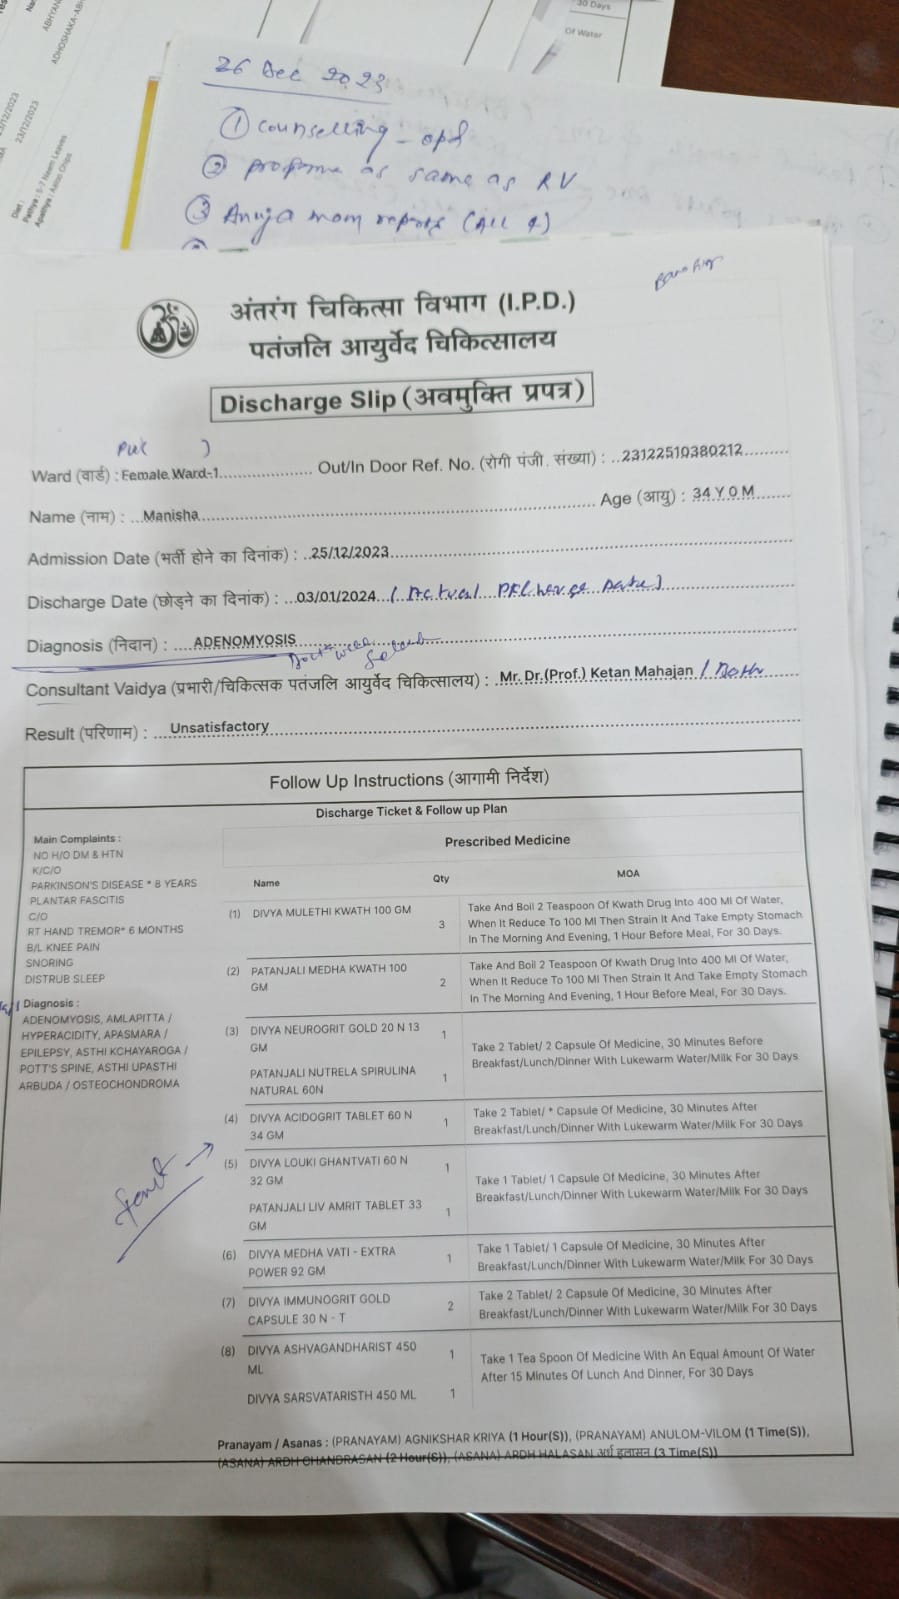 30 Days
Of Water
23/12/2023
Diet :
Pathya : 5-7 Neem Leaves
26 Dec 2023
① counselling - opd
② proforma as same as RV
③ Anuja mom reports (All 4)
अंतरंग चिकित्सा विभाग (I.P.D.)
पतंजलि आयुर्वेद चिकित्सालय
Discharge Slip (अवमुक्ति प्रपत्र)
Ward (वार्ड) : Female Ward-1 Out/In Door Ref. No. (रोगी पंजी. संख्या) : 23122510380212
Name (नाम) : Manisha Age (आयु) : 34 Y 0 M
Admission Date (भर्ती होने का दिनांक) : 25/12/2023
Discharge Date (छोड़ने का दिनांक) : 03/01/2024 (Actual Discharge Date)
Diagnosis (निदान) : ADENOMYOSIS
Consultant Vaidya (प्रभारी/चिकित्सक पतंजलि आयुर्वेद चिकित्सालय) : Mr. Dr.(Prof.) Ketan Mahajan
Result (परिणाम) : Unsatisfactory
Follow Up Instructions (आगामी निर्देश)
Discharge Ticket & Follow up Plan
Main Complaints :
NO H/O DM & HTN
K/C/O
PARKINSON'S DISEASE * 8 YEARS
PLANTAR FASCITIS
C/O
RT HAND TREMOR* 6 MONTHS
B/L KNEE PAIN
SNORING
DISTRUB SLEEP
Diagnosis :
ADENOMYOSIS, AMLAPITTA /
HYPERACIDITY, APASMARA /
EPILEPSY, ASTHI KCHAYAROGA /
POTT'S SPINE, ASTHI UPASTHI
ARBUDA / OSTEOCHONDROMA
Prescribed Medicine
Name Qty MOA
(1) DIVYA MULETHI KWATH 100 GM 3 Take And Boil 2 Teaspoon Of Kwath Drug Into 400 Ml Of Water,
When It Reduce To 100 Ml Then Strain It And Take Empty Stomach
In The Morning And Evening, 1 Hour Before Meal, For 30 Days.
(2) PATANJALI MEDHA KWATH 100
GM 2 Take And Boil 2 Teaspoon Of Kwath Drug Into 400 Ml Of Water,
When It Reduce To 100 Ml Then Strain It And Take Empty Stomach
In The Morning And Evening, 1 Hour Before Meal, For 30 Days.
(3) DIVYA NEUROGRIT GOLD 20 N 13
GM 1
PATANJALI NUTRELA SPIRULINA
NATURAL 60N 1
Take 2 Tablet/ 2 Capsule Of Medicine, 30 Minutes Before
Breakfast/Lunch/Dinner With Lukewarm Water/Milk For 30 Days
(4) DIVYA ACIDOGRIT TABLET 60 N
34 GM 1
Take 2 Tablet/ * Capsule Of Medicine, 30 Minutes After
Breakfast/Lunch/Dinner With Lukewarm Water/Milk For 30 Days
(5) DIVYA LOUKI GHANTVATI 60 N
32 GM 1
PATANJALI LIV AMRIT TABLET 33
GM 1
Take 1 Tablet/ 1 Capsule Of Medicine, 30 Minutes After
Breakfast/Lunch/Dinner With Lukewarm Water/Milk For 30 Days
(6) DIVYA MEDHA VATI - EXTRA
POWER 92 GM 1
Take 1 Tablet/ 1 Capsule Of Medicine, 30 Minutes After
Breakfast/Lunch/Dinner With Lukewarm Water/Milk For 30 Days
(7) DIVYA IMMUNOGRIT GOLD
CAPSULE 30 N - T 2
Take 2 Tablet/ 2 Capsule Of Medicine, 30 Minutes After
Breakfast/Lunch/Dinner With Lukewarm Water/Milk For 30 Days
(8) DIVYA ASHVAGANDHARIST 450
ML 1
DIVYA SARSVATARISTH 450 ML 1
Take 1 Tea Spoon Of Medicine With An Equal Amount Of Water
After 15 Minutes Of Lunch And Dinner, For 30 Days
Pranayam / Asanas : (PRANAYAM) AGNIKSHAR KRIYA (1 Hour(S)), (PRANAYAM) ANULOM-VILOM (1 Time(S)),
(ASANA) ARDH CHANDRASAN (2 Hour(S)), (ASANA) ARDH HALASAN अर्ध हलासन (3 Time(S))